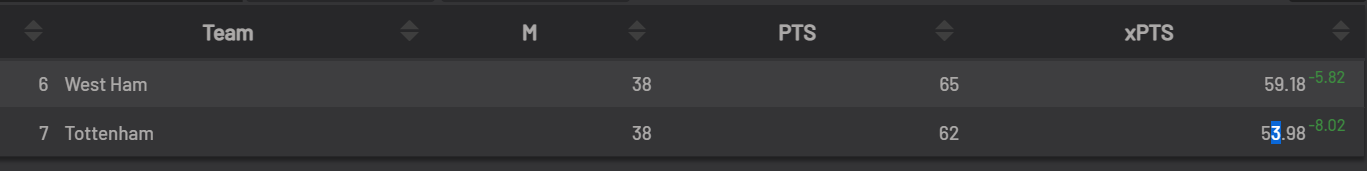 Team M PTS xPTS
6 West Ham 38 65 59.18 -5.82
7 Tottenham 38 62 53.98 -8.02